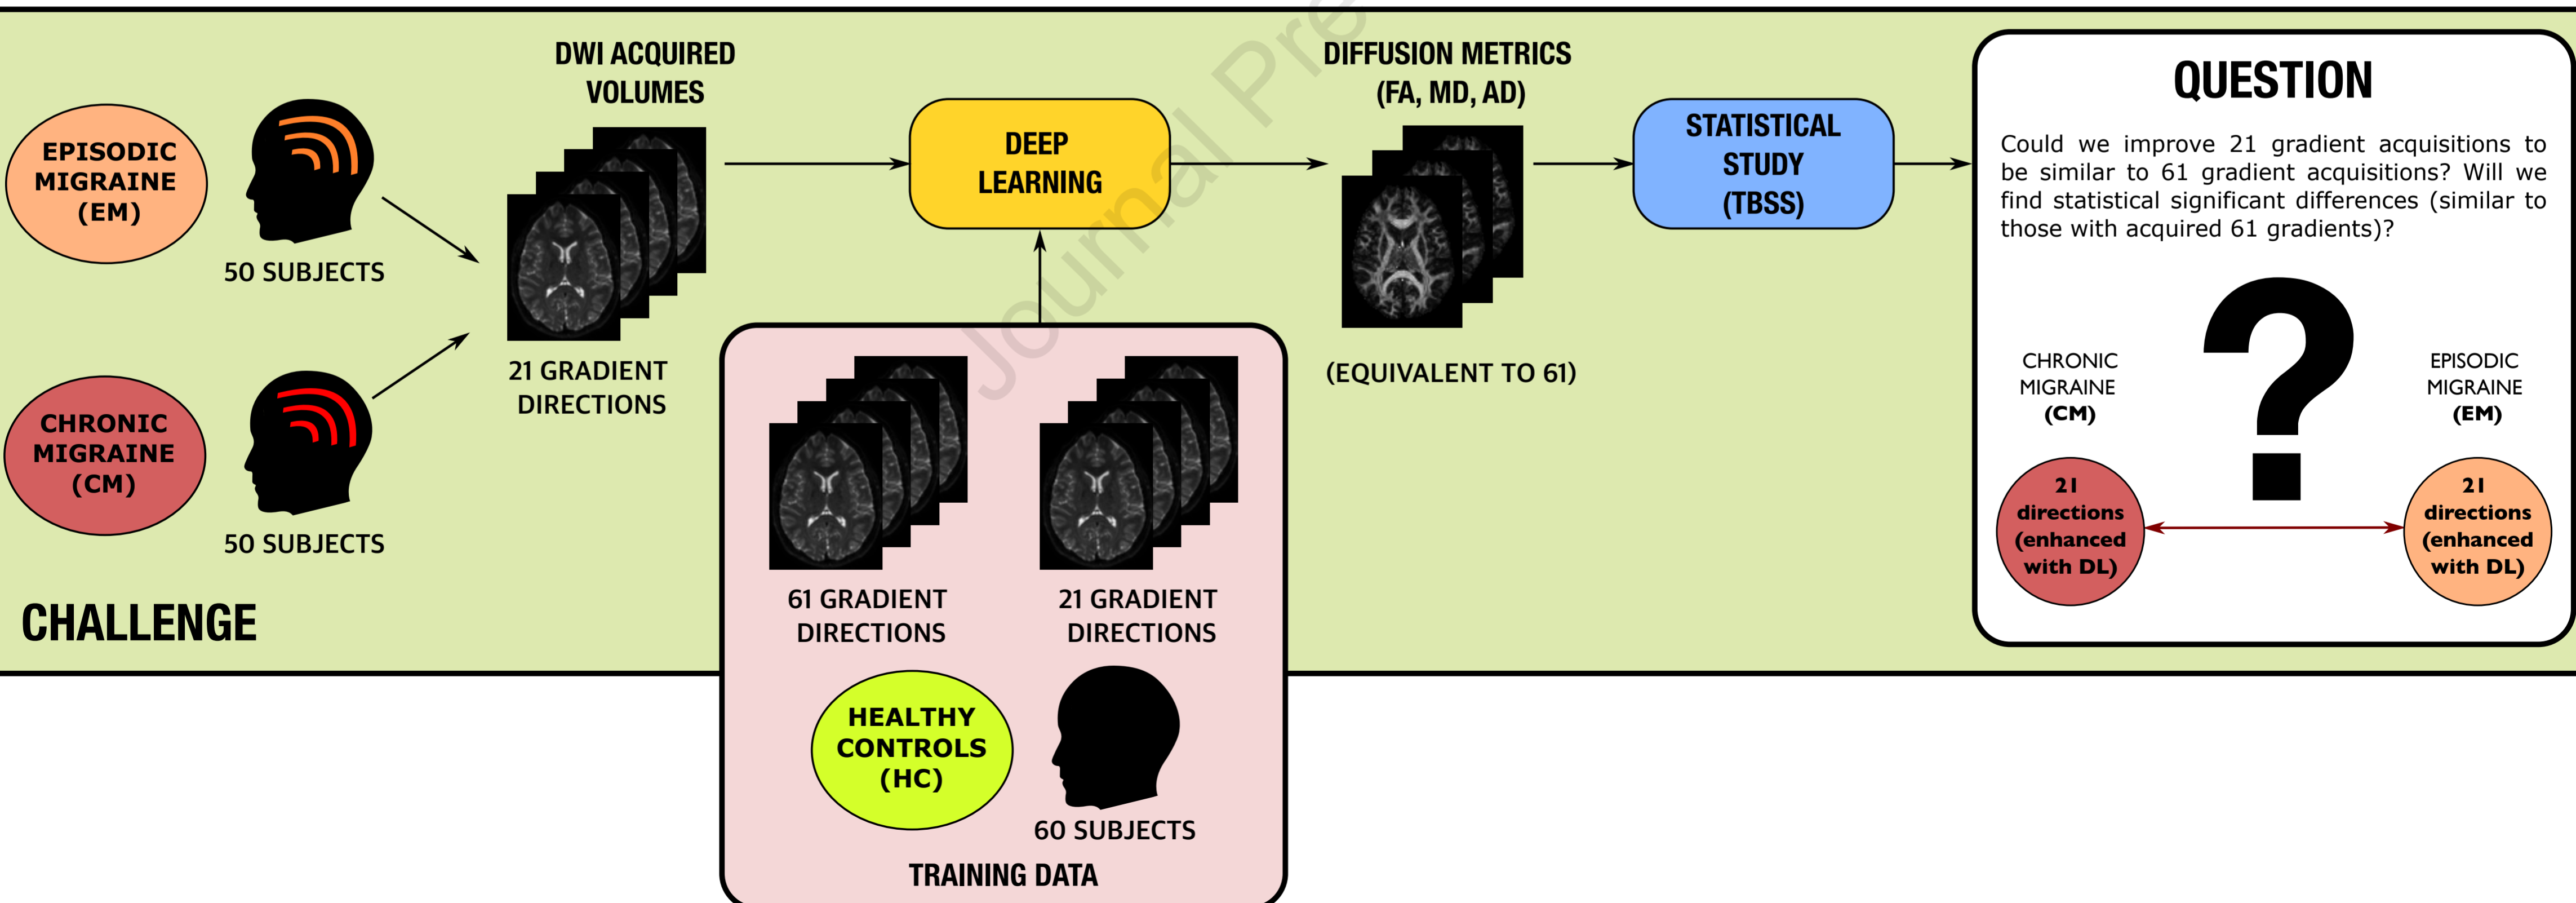 EPISODIC
MIGRAINE
(EM)
50 SUBJECTS
CHRONIC
MIGRAINE
(CM)
50 SUBJECTS
CHALLENGE
DWI ACQUIRED
VOLUMES
21 GRADIENT
DIRECTIONS
DEEP
LEARNING
61 GRADIENT
DIRECTIONS
21 GRADIENT
DIRECTIONS
HEALTHY
CONTROLS
(HC)
60 SUBJECTS
TRAINING DATA
Journal Pre
DIFFUSION METRICS
(FA, MD, AD)
(EQUIVALENT TO 61)
STATISTICAL
STUDY
(TBSS)
QUESTION
Could we improve 21 gradient acquisitions to
be similar to 61 gradient acquisitions? Will we
find statistical significant differences (similar to
those with acquired 61 gradients)?
?
CHRONIC
MIGRAINE
(CM)
21
directions
(enhanced
with DL)
EPISODIC
MIGRAINE
(EM)
21
directions
(enhanced
with DL)